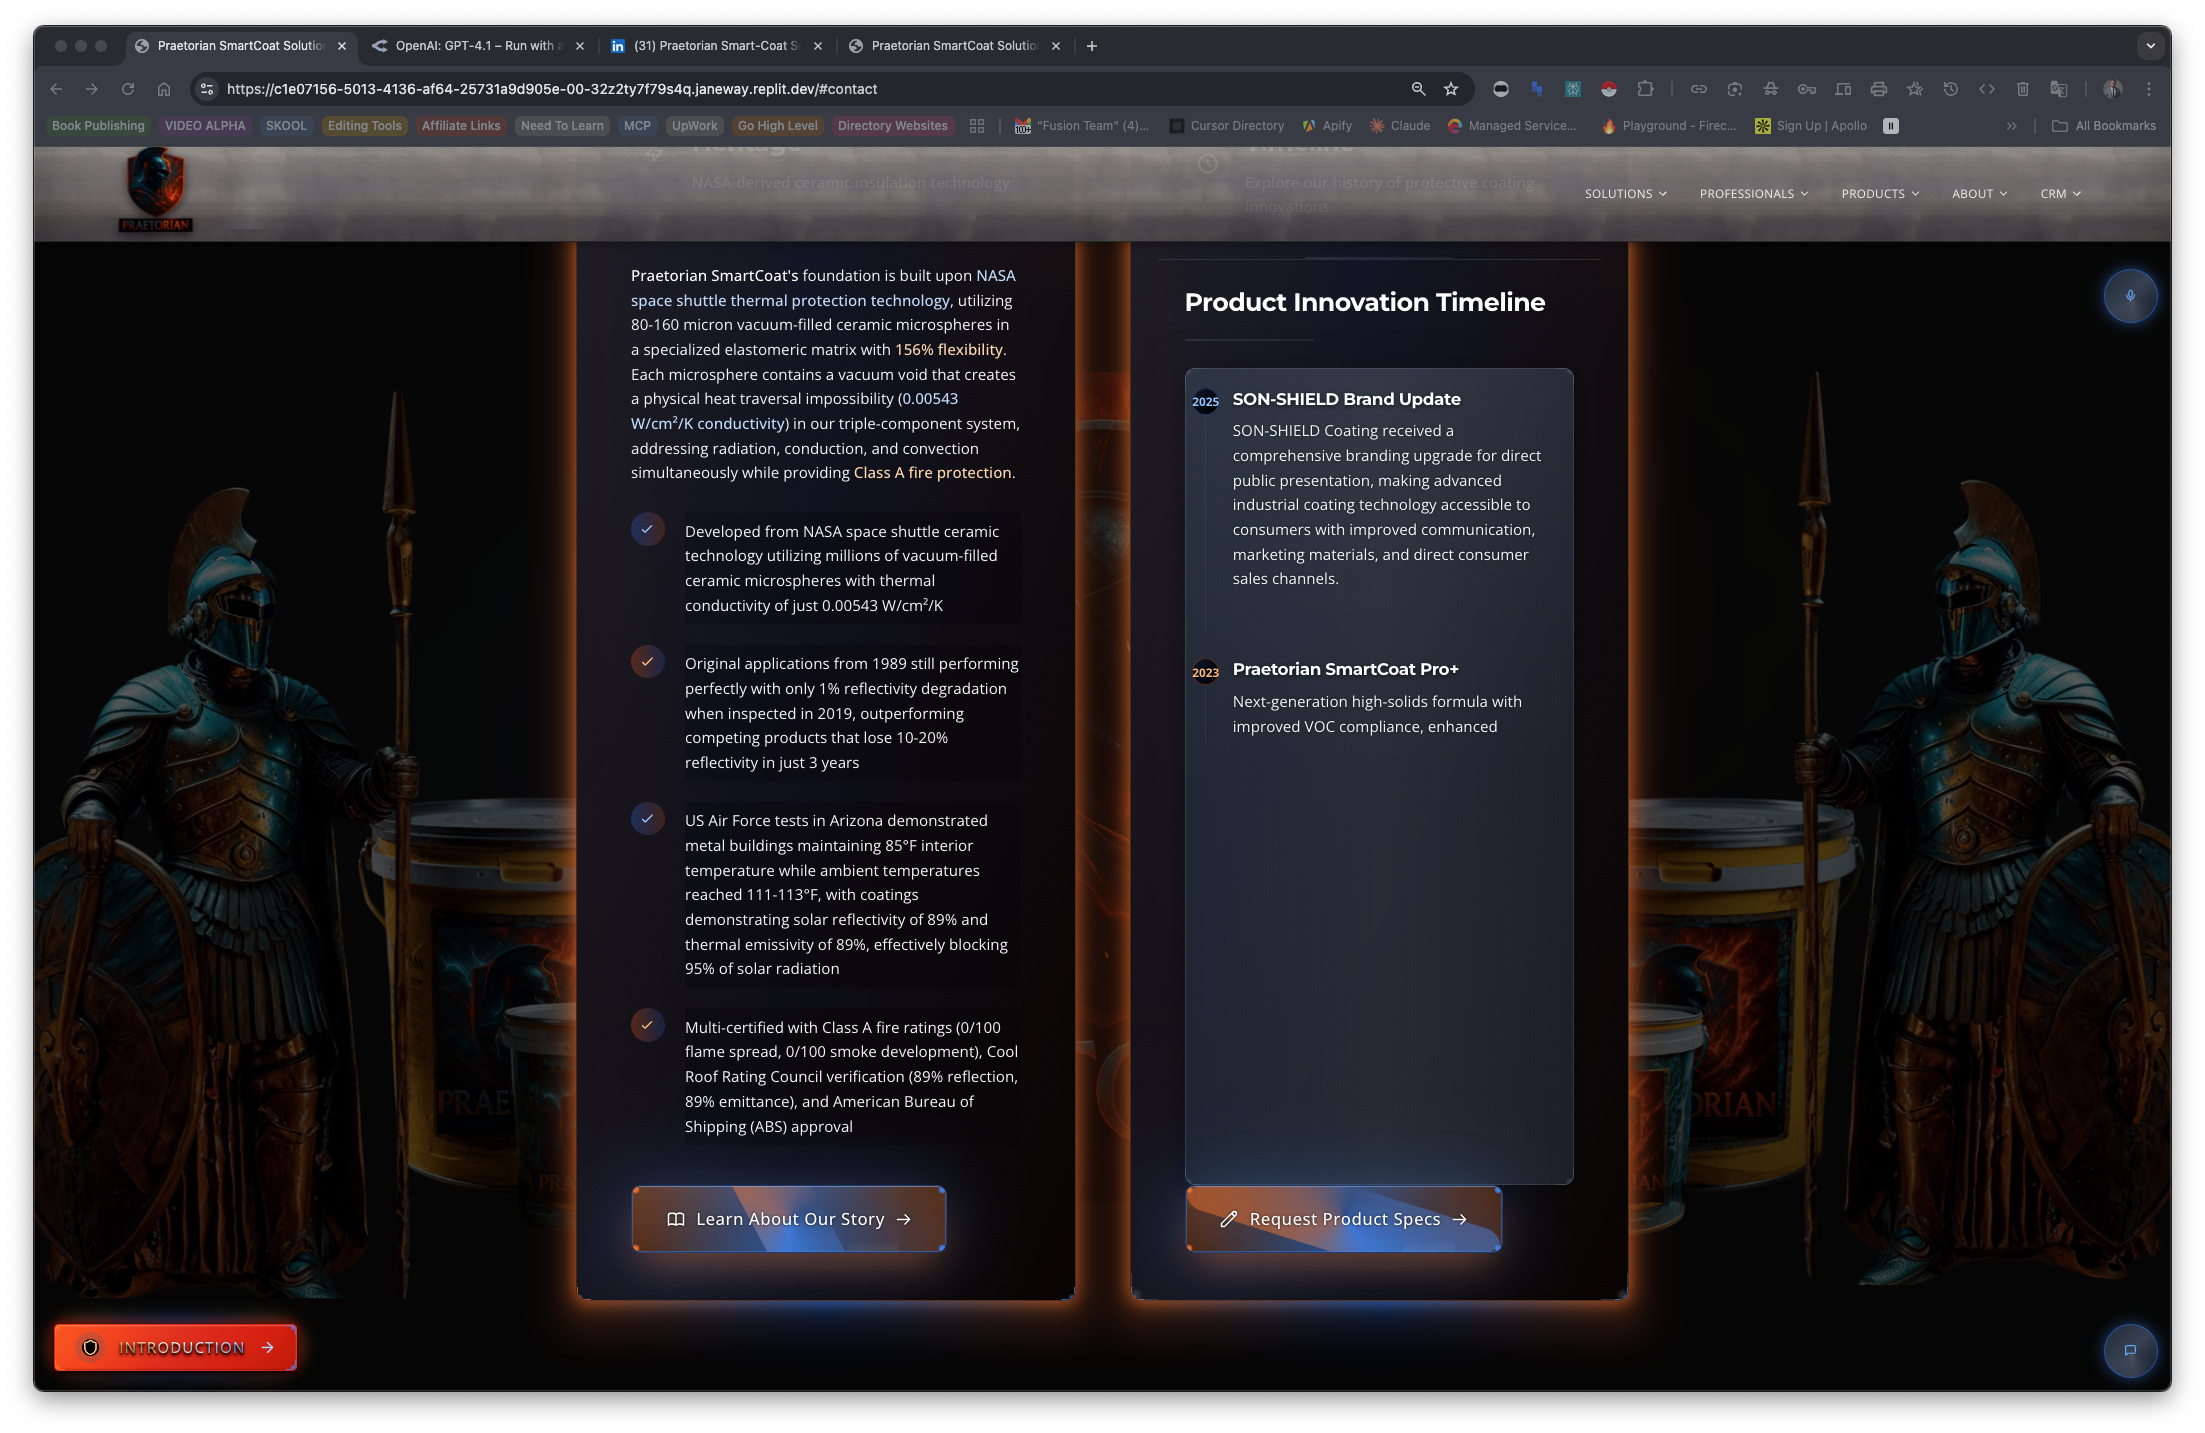 Praetorian SmartCoat Solutio
OpenAI: GPT-4.1 – Run with a
(31) Praetorian Smart-Coat S
Praetorian SmartCoat Solutio
https://c1e07156-5013-4136-af64-25731a9d905e-00-32z2ty7f79s4q.janeway.replit.dev/#contact
Book Publishing
VIDEO ALPHA
SKOOL
Editing Tools
Affiliate Links
Need To Learn
MCP
UpWork
Go High Level
Directory Websites
100+
"Fusion Team" (4)...
Cursor Directory
Apify
Claude
Managed Service...
Playground - Firec...
Sign Up | Apollo
All Bookmarks
PRAETORIAN
Heritage
NASA-derived ceramic insulation technology
Timeline
Explore our history of protective coating
innovations
SOLUTIONS
PROFESSIONALS
PRODUCTS
ABOUT
CRM
Praetorian SmartCoat's foundation is built upon NASA
space shuttle thermal protection technology, utilizing
80-160 micron vacuum-filled ceramic microspheres in
a specialized elastomeric matrix with 156% flexibility.
Each microsphere contains a vacuum void that creates
a physical heat traversal impossibility (0.00543
W/cm²/K conductivity) in our triple-component system,
addressing radiation, conduction, and convection
simultaneously while providing Class A fire protection.
Developed from NASA space shuttle ceramic
technology utilizing millions of vacuum-filled
ceramic microspheres with thermal
conductivity of just 0.00543 W/cm²/K
Original applications from 1989 still performing
perfectly with only 1% reflectivity degradation
when inspected in 2019, outperforming
competing products that lose 10-20%
reflectivity in just 3 years
US Air Force tests in Arizona demonstrated
metal buildings maintaining 85°F interior
temperature while ambient temperatures
reached 111-113°F, with coatings
demonstrating solar reflectivity of 89% and
thermal emissivity of 89%, effectively blocking
95% of solar radiation
Multi-certified with Class A fire ratings (0/100
flame spread, 0/100 smoke development), Cool
Roof Rating Council verification (89% reflection,
89% emittance), and American Bureau of
Shipping (ABS) approval
Learn About Our Story
Product Innovation Timeline
2025
SON-SHIELD Brand Update
SON-SHIELD Coating received a
comprehensive branding upgrade for direct
public presentation, making advanced
industrial coating technology accessible to
consumers with improved communication,
marketing materials, and direct consumer
sales channels.
2023
Praetorian SmartCoat Pro+
Next-generation high-solids formula with
improved VOC compliance, enhanced
Request Product Specs
PRAE
PRA
ORIAN
IAN
INTRODUCTION